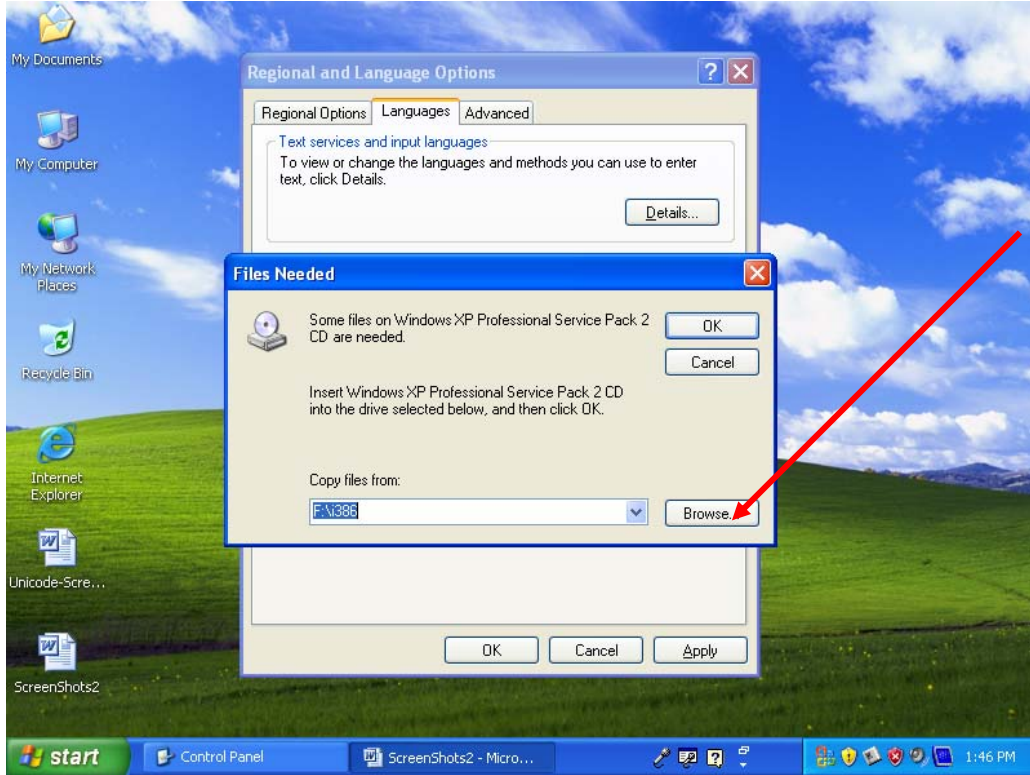 My Documents
My Computer
My Network
Places
Recycle Bin
Internet
Explorer
Unicode-Scre...
ScreenShots2
Regional and Language Options
Regional Options Languages Advanced
Text services and input languages
To view or change the languages and methods you can use to enter
text, click Details.
Details...
Files Needed
Some files on Windows XP Professional Service Pack 2
CD are needed.
OK
Cancel
Insert Windows XP Professional Service Pack 2 CD
into the drive selected below, and then click OK.
Copy files from:
F:\i386
Browse...
OK Cancel Apply
start Control Panel ScreenShots2 - Micro... 1:46 PM